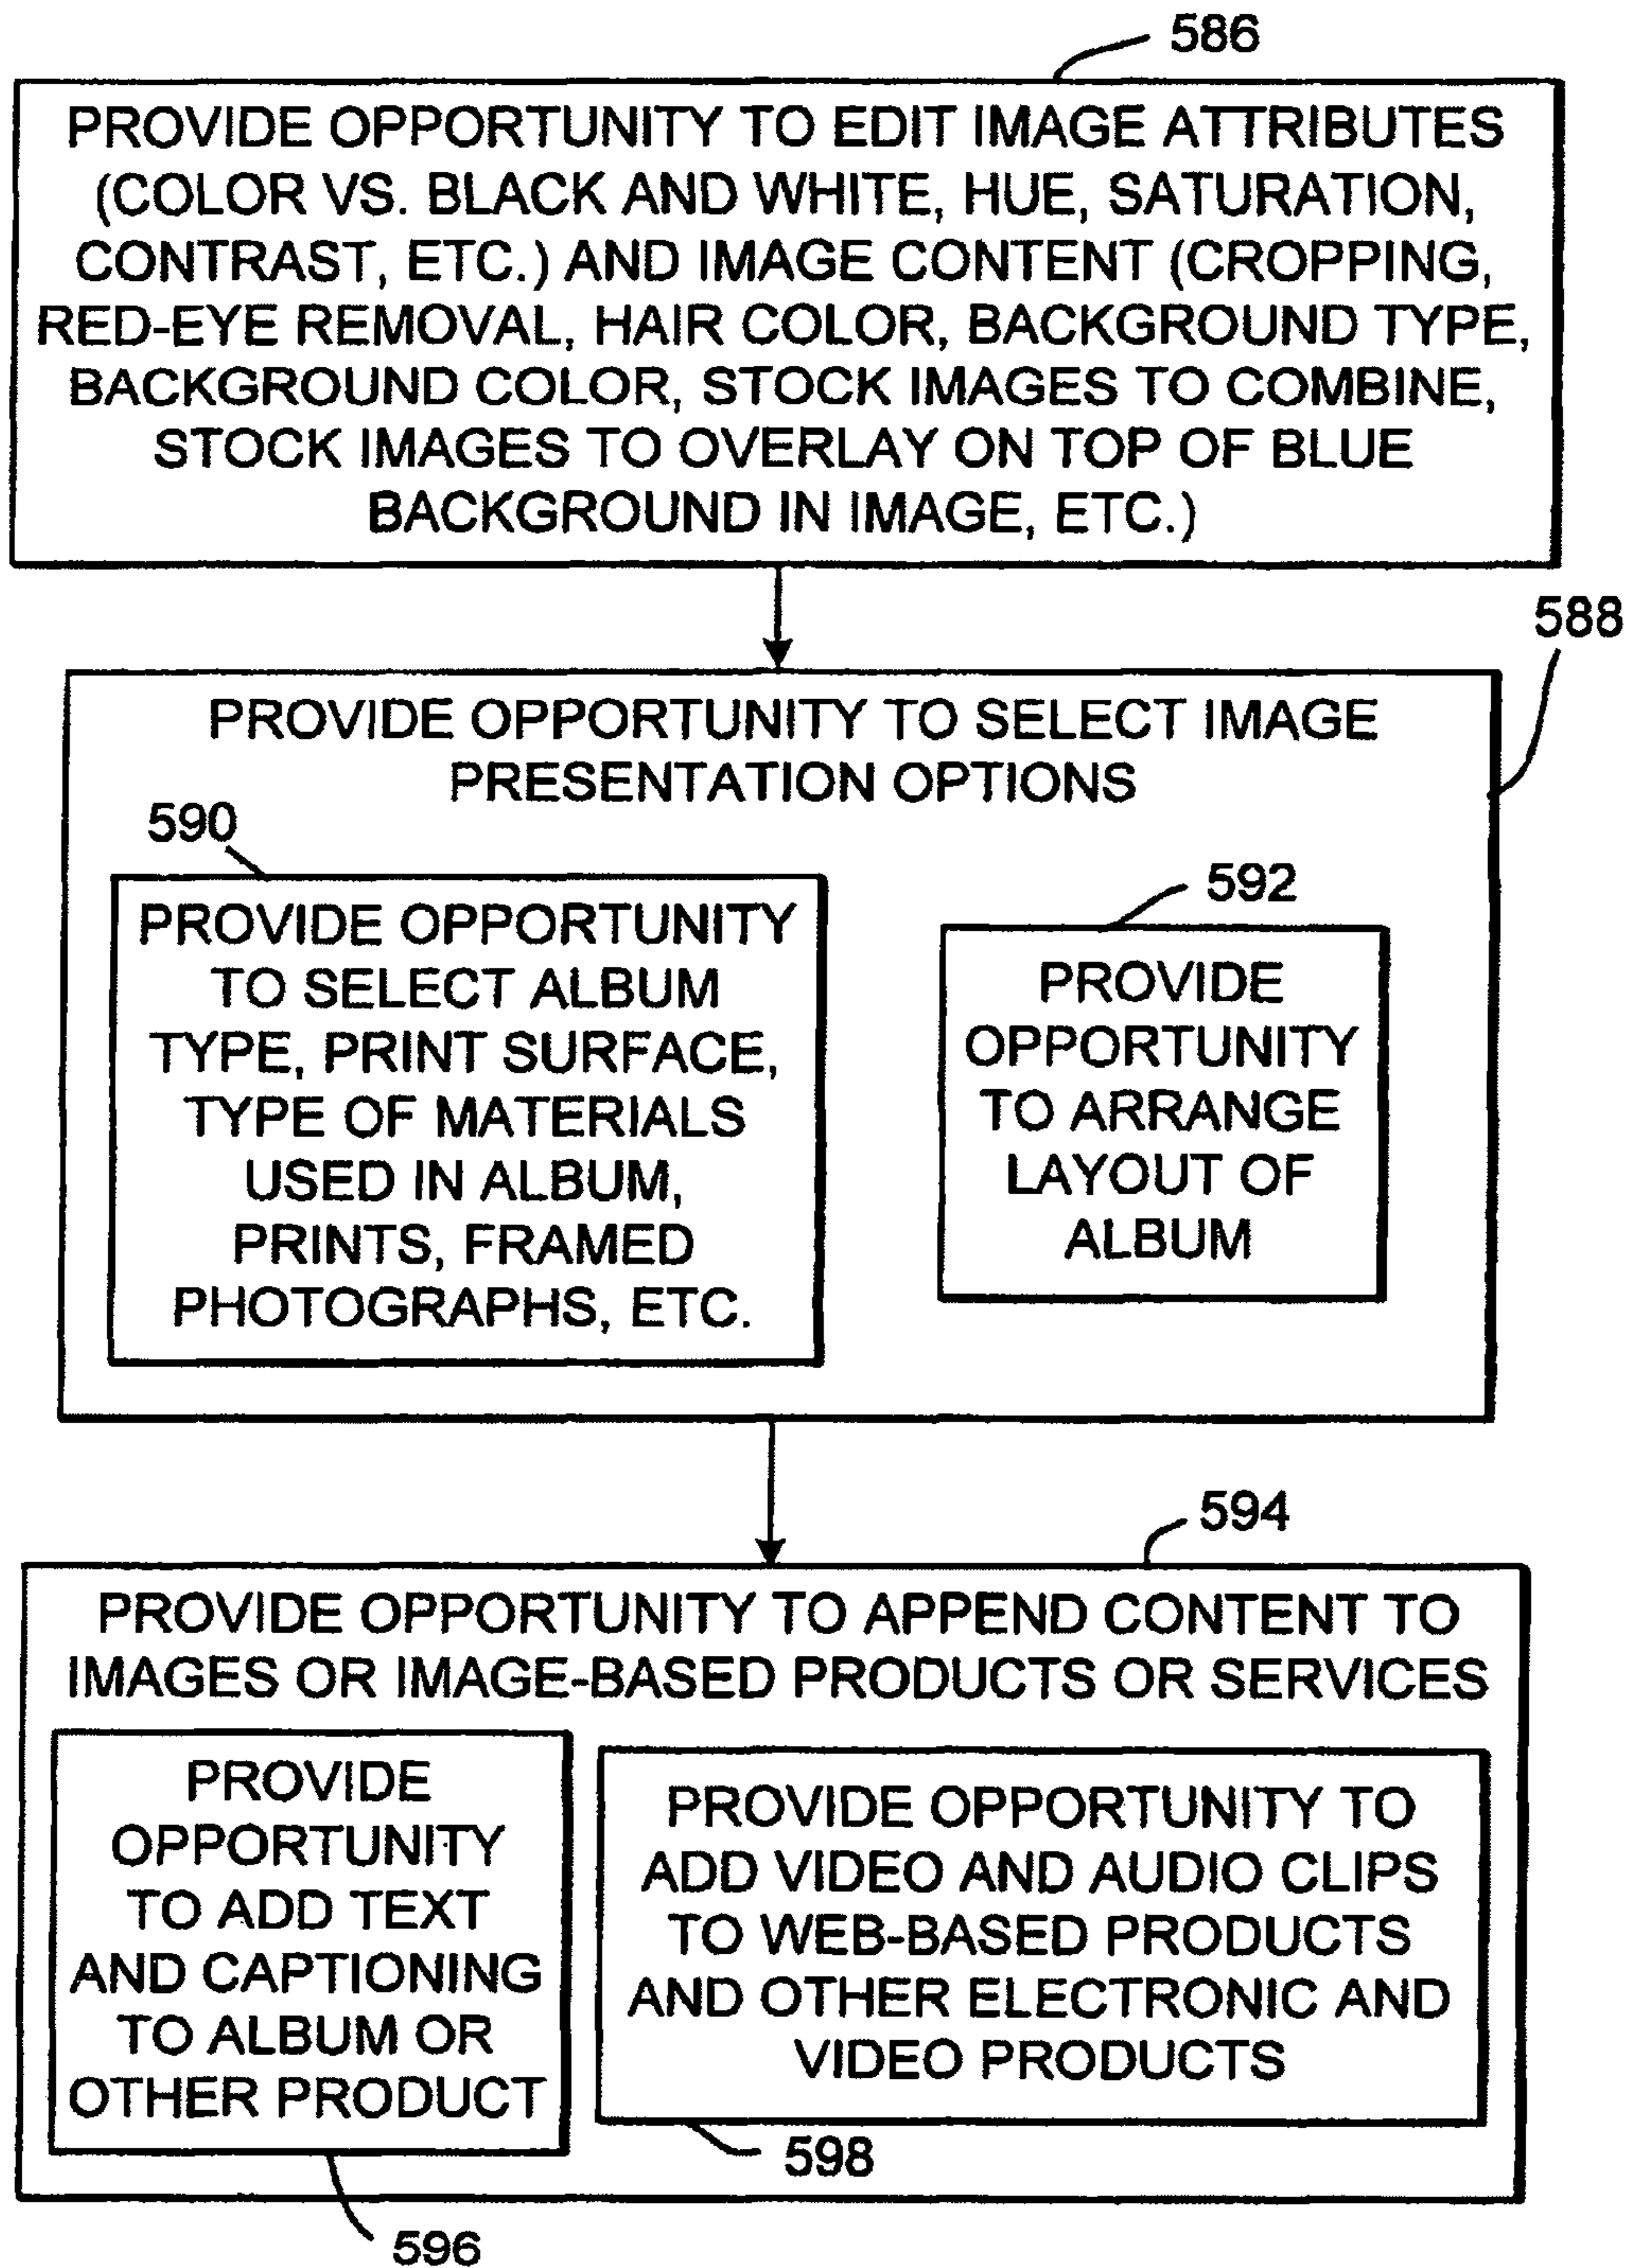 586
PROVIDE OPPORTUNITY TO EDIT IMAGE ATTRIBUTES
(COLOR VS. BLACK AND WHITE, HUE, SATURATION,
CONTRAST, ETC.) AND IMAGE CONTENT (CROPPING,
RED-EYE REMOVAL, HAIR COLOR, BACKGROUND TYPE,
BACKGROUND COLOR, STOCK IMAGES TO COMBINE,
STOCK IMAGES TO OVERLAY ON TOP OF BLUE
BACKGROUND IN IMAGE, ETC.)
588
PROVIDE OPPORTUNITY TO SELECT IMAGE
PRESENTATION OPTIONS
590
PROVIDE OPPORTUNITY
TO SELECT ALBUM
TYPE, PRINT SURFACE,
TYPE OF MATERIALS
USED IN ALBUM,
PRINTS, FRAMED
PHOTOGRAPHS, ETC.
592
PROVIDE
OPPORTUNITY
TO ARRANGE
LAYOUT OF
ALBUM
594
PROVIDE OPPORTUNITY TO APPEND CONTENT TO
IMAGES OR IMAGE-BASED PRODUCTS OR SERVICES
PROVIDE
OPPORTUNITY
TO ADD TEXT
AND CAPTIONING
TO ALBUM OR
OTHER PRODUCT
596
PROVIDE OPPORTUNITY TO
ADD VIDEO AND AUDIO CLIPS
TO WEB-BASED PRODUCTS
AND OTHER ELECTRONIC AND
VIDEO PRODUCTS
598